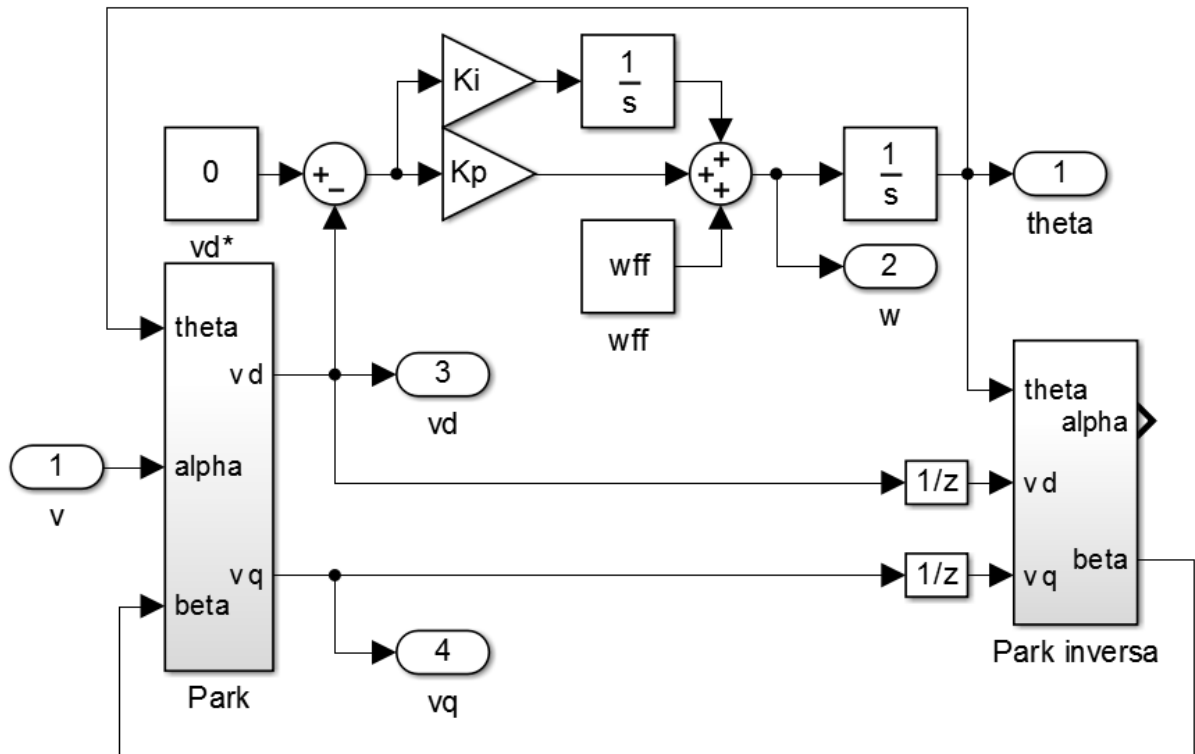 Ki
1
s
0
+
−
Kp
+
+
+
1
s
1
theta
vd*
wff
wff
2
w
theta
vd
3
vd
theta
alpha
1
v
alpha
1/z
vd
vq
beta
1/z
vq
beta
4
vq
Park
Park inversa